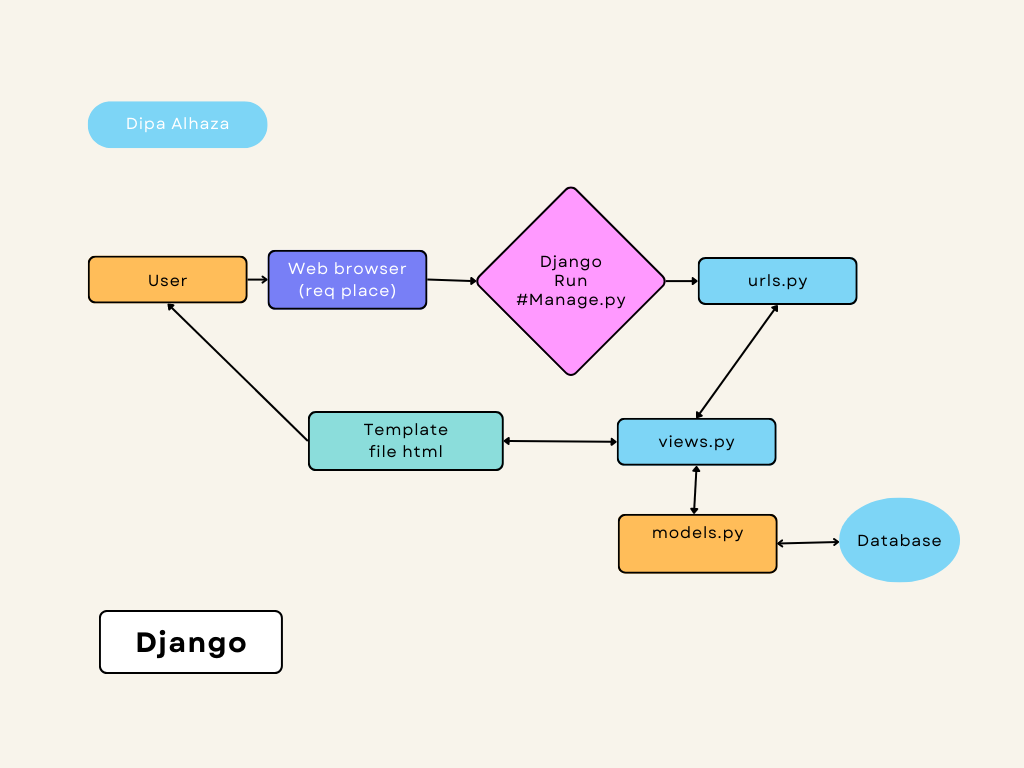 Dipa Alhaza
User
Web browser
(req place)
Django
Run
#Manage.py
urls.py
Template
file html
views.py
models.py
Database
Django